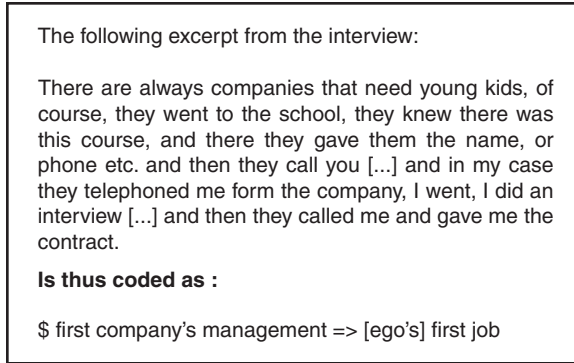 The following excerpt from the interview:
There are always companies that need young kids, of
course, they went to the school, they knew there was
this course, and there they gave them the name, or
phone etc. and then they call you [...] and in my case
they telephoned me form the company, I went, I did an
interview [...] and then they called me and gave me the
contract.
Is thus coded as :
$ first company's management => [ego's] first job